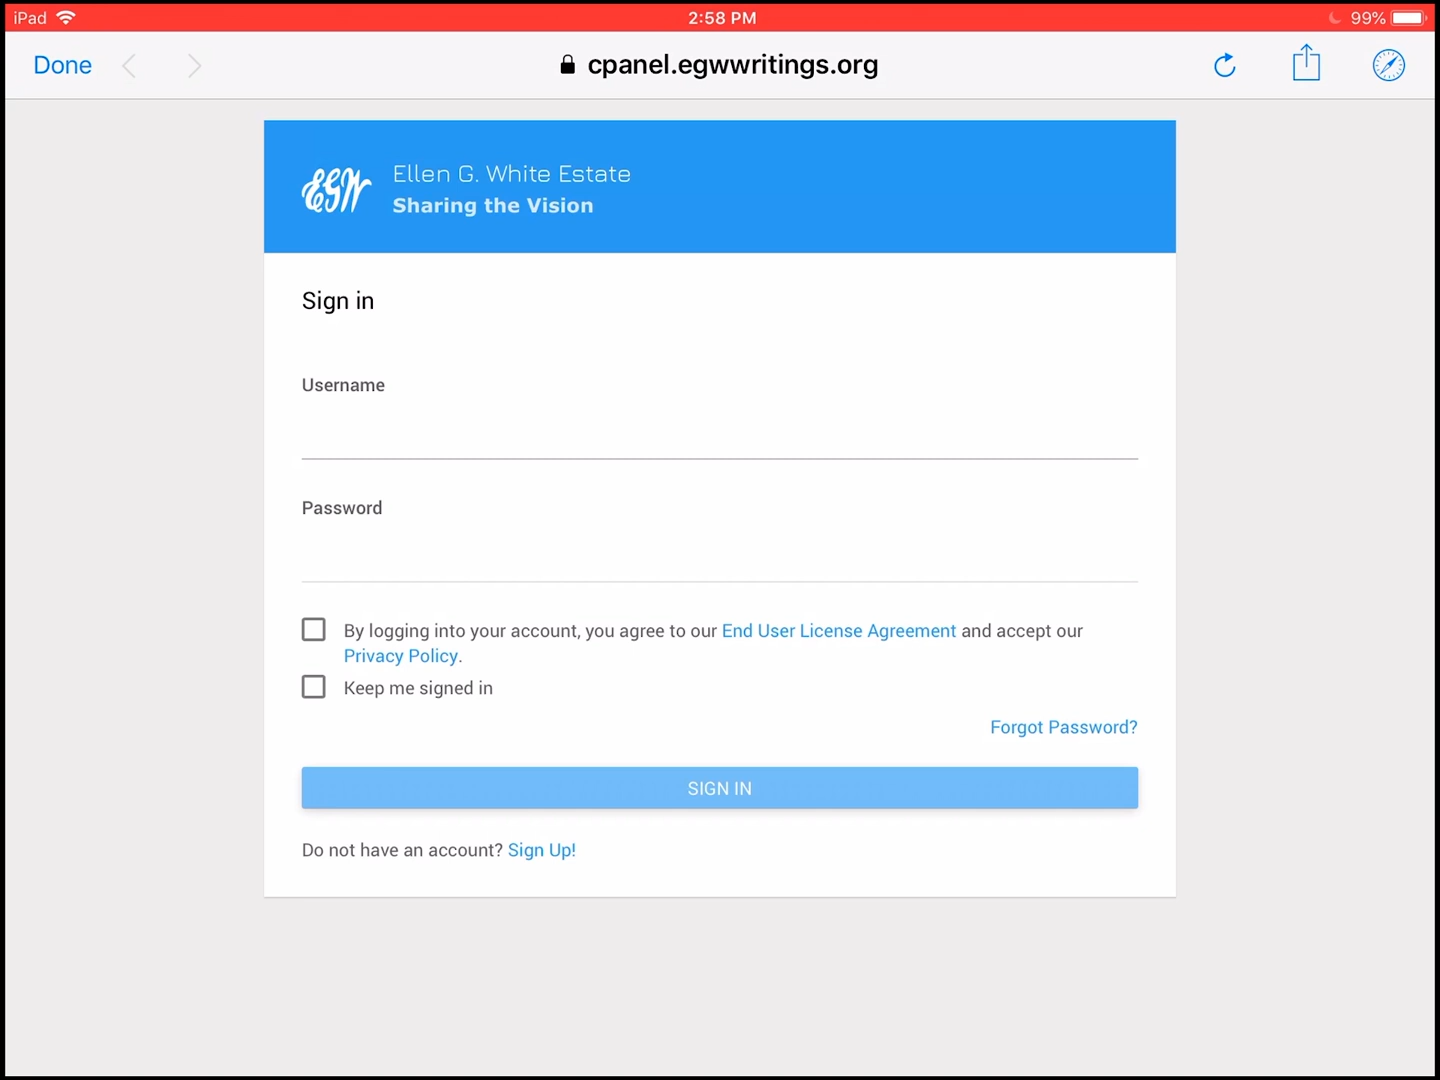 iPad
2:58 PM
99%
Done
cpanel.egwwritings.org
EGW
Ellen G. White Estate
Sharing the Vision
Sign in
Username
Password
By logging into your account, you agree to our End User License Agreement and accept our
Privacy Policy.
Keep me signed in
Forgot Password?
SIGN IN
Do not have an account? Sign Up!